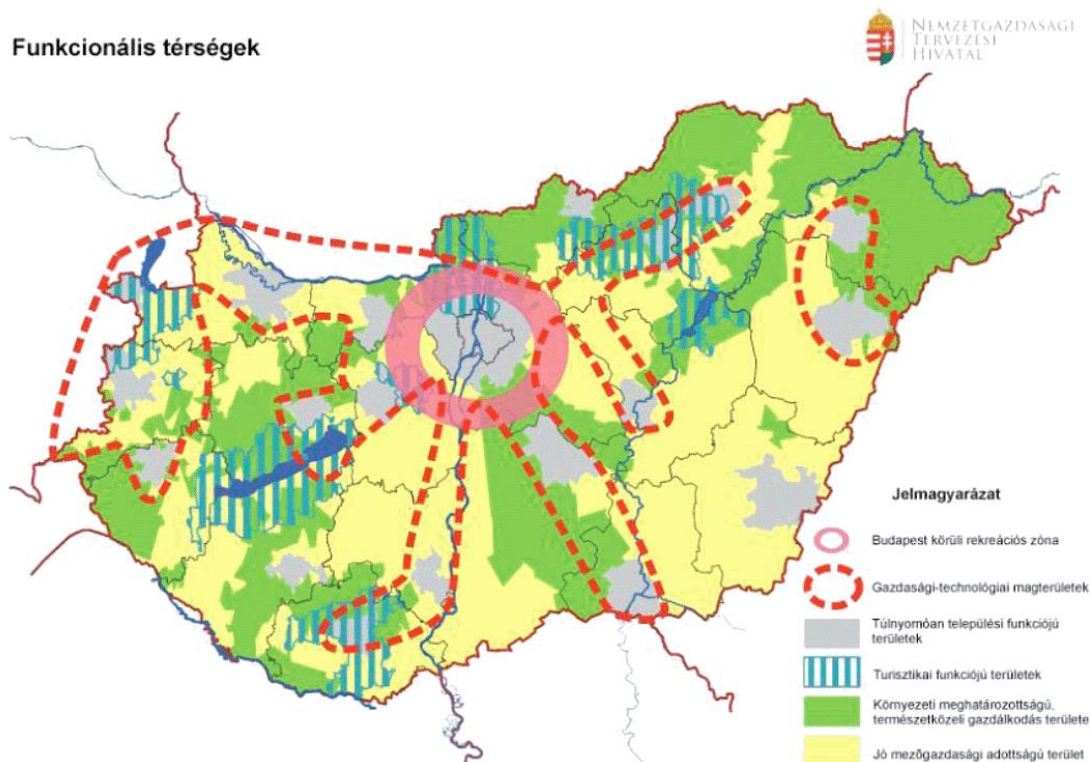 Funkcionális térségek
NEMZETGAZDASÁGI
TERVEZÉSI
HIVATAL
Jelmagyarázat
Budapest körüli rekreációs zóna
Gazdasági-technológiai magterületek
Túlnyomóan települési funkciójú
területek
Turisztikai funkciójú területek
Környezeti meghatározottságú,
természetközeli gazdálkodás területe
Jó mezőgazdasági adottságú terület